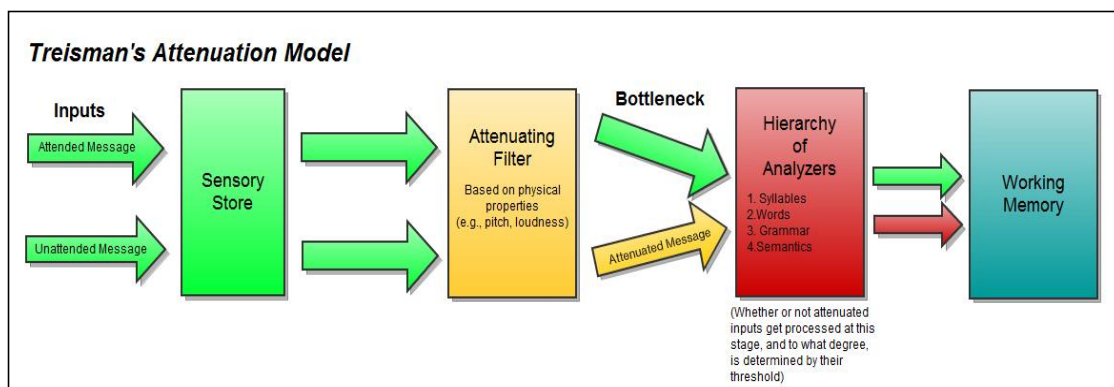 Treisman's Attenuation Model
Inputs
Attended Message
Unattended Message
Sensory
Store
Attenuating
Filter
Based on physical
properties
(e.g., pitch, loudness)
Bottleneck
Attenuated Message
Hierarchy
of
Analyzers
1. Syllables
2.Words
3. Grammar
4.Semantics
(Whether or not attenuated
inputs get processed at this
stage, and to what degree,
is determined by their
threshold)
Working
Memory